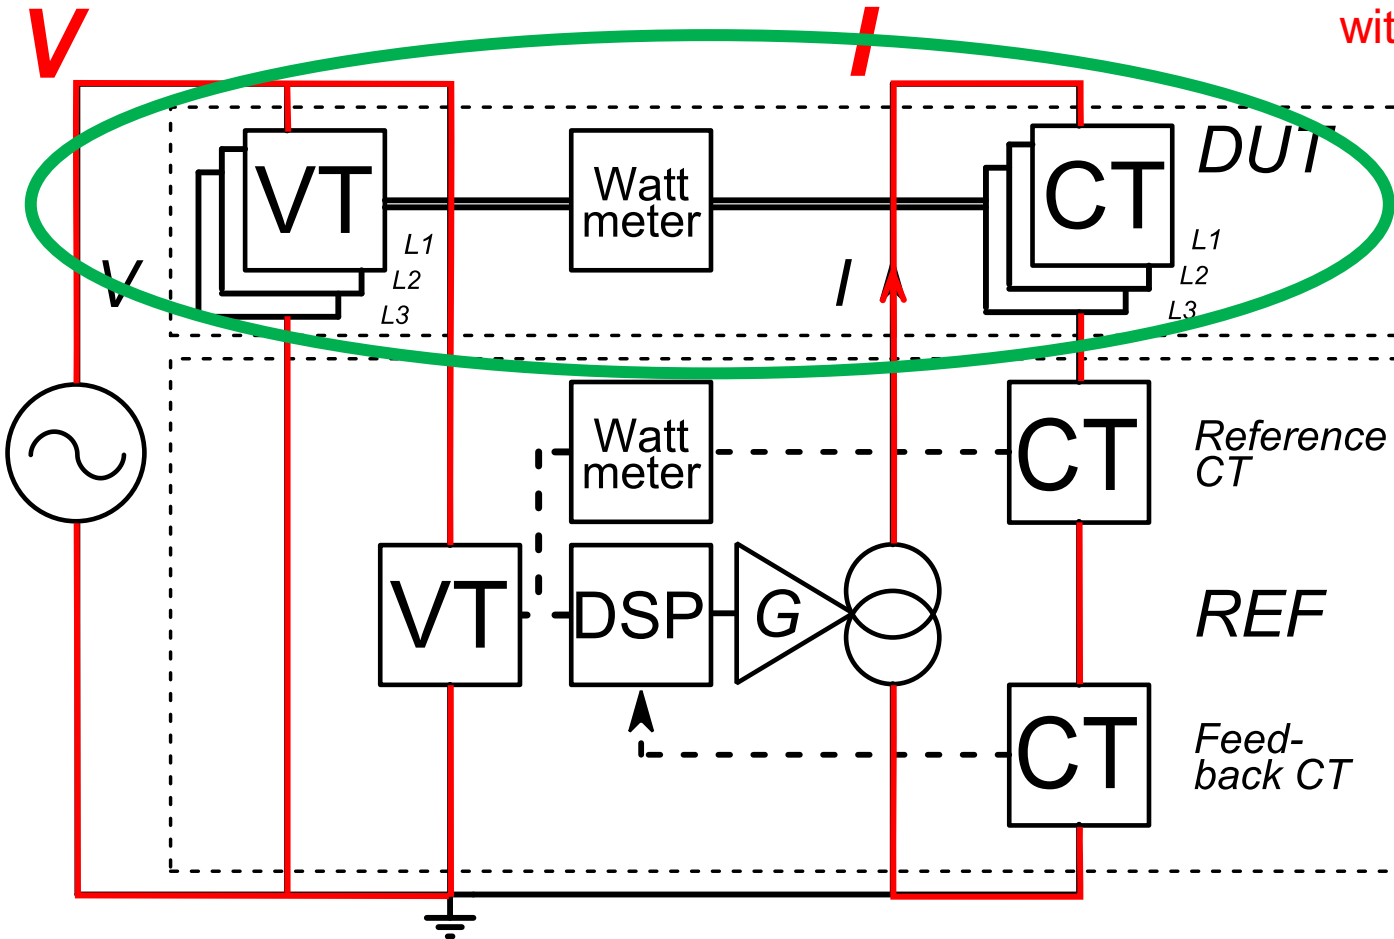 V
I
wit
VT
L1
L2
L3
Watt
meter
CT
L1
L2
L3
DUT
V
I
Watt
meter
CT
Reference
CT
VT
DSP
G
REF
CT
Feed-
back CT